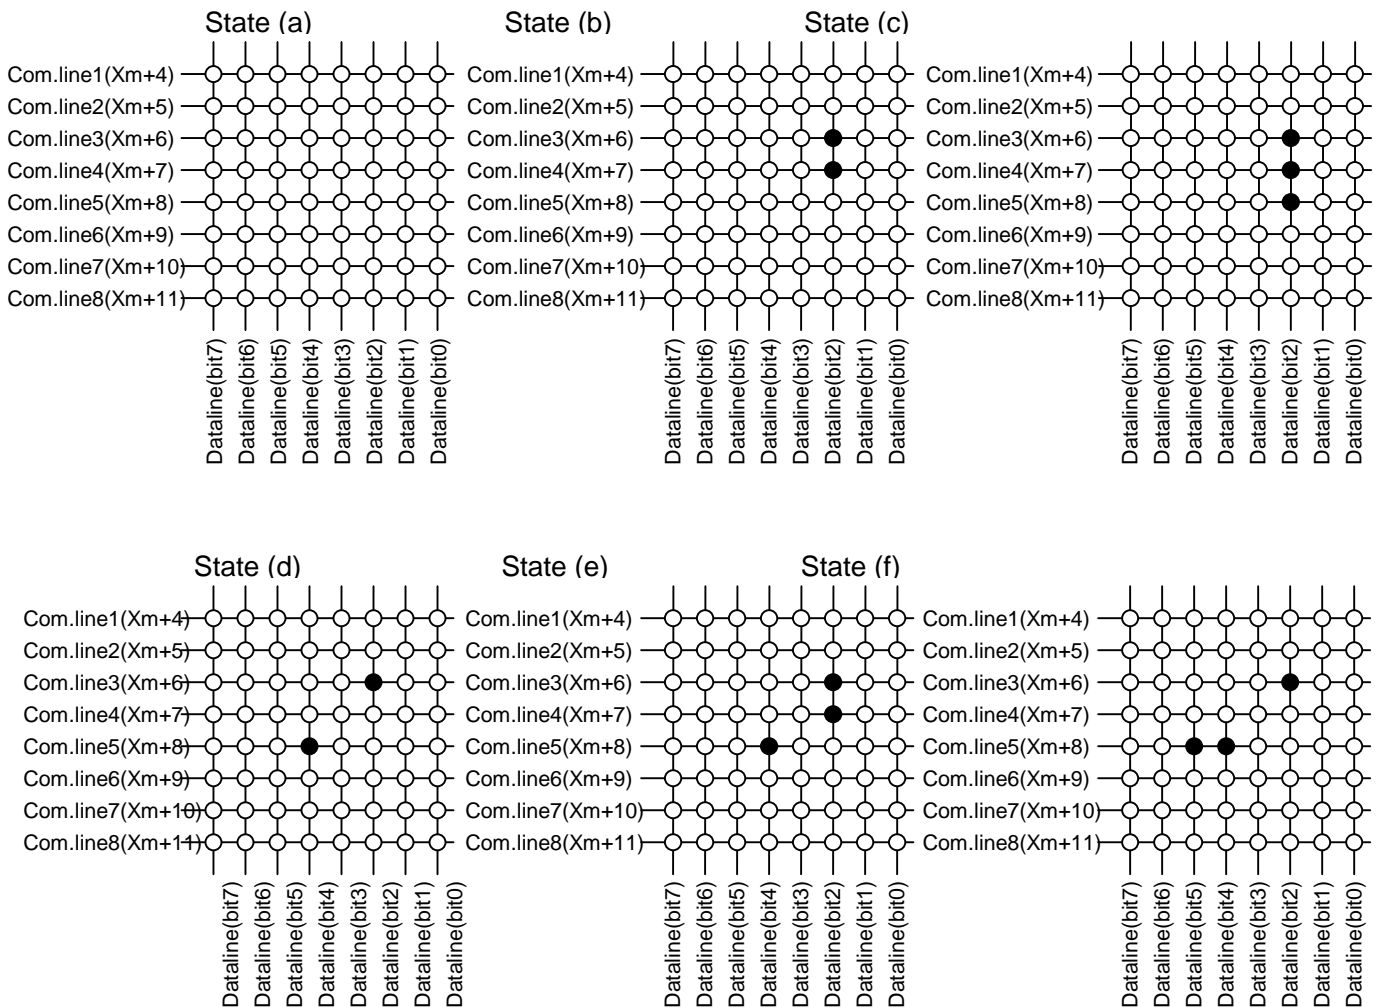 State (a)
State (b)
State (c)
Com.line1(Xm+4)
Com.line2(Xm+5)
Com.line3(Xm+6)
Com.line4(Xm+7)
Com.line5(Xm+8)
Com.line6(Xm+9)
Com.line7(Xm+10)
Com.line8(Xm+11)
Dataline(bit7)
Dataline(bit6)
Dataline(bit5)
Dataline(bit4)
Dataline(bit3)
Dataline(bit2)
Dataline(bit1)
Dataline(bit0)
Com.line1(Xm+4)
Com.line2(Xm+5)
Com.line3(Xm+6)
Com.line4(Xm+7)
Com.line5(Xm+8)
Com.line6(Xm+9)
Com.line7(Xm+10)
Com.line8(Xm+11)
Dataline(bit7)
Dataline(bit6)
Dataline(bit5)
Dataline(bit4)
Dataline(bit3)
Dataline(bit2)
Dataline(bit1)
Dataline(bit0)
Com.line1(Xm+4)
Com.line2(Xm+5)
Com.line3(Xm+6)
Com.line4(Xm+7)
Com.line5(Xm+8)
Com.line6(Xm+9)
Com.line7(Xm+10)
Com.line8(Xm+11)
Dataline(bit7)
Dataline(bit6)
Dataline(bit5)
Dataline(bit4)
Dataline(bit3)
Dataline(bit2)
Dataline(bit1)
Dataline(bit0)
State (d)
State (e)
State (f)
Com.line1(Xm+4)
Com.line2(Xm+5)
Com.line3(Xm+6)
Com.line4(Xm+7)
Com.line5(Xm+8)
Com.line6(Xm+9)
Com.line7(Xm+10)
Com.line8(Xm+11)
Dataline(bit7)
Dataline(bit6)
Dataline(bit5)
Dataline(bit4)
Dataline(bit3)
Dataline(bit2)
Dataline(bit1)
Dataline(bit0)
Com.line1(Xm+4)
Com.line2(Xm+5)
Com.line3(Xm+6)
Com.line4(Xm+7)
Com.line5(Xm+8)
Com.line6(Xm+9)
Com.line7(Xm+10)
Com.line8(Xm+11)
Dataline(bit7)
Dataline(bit6)
Dataline(bit5)
Dataline(bit4)
Dataline(bit3)
Dataline(bit2)
Dataline(bit1)
Dataline(bit0)
Com.line1(Xm+4)
Com.line2(Xm+5)
Com.line3(Xm+6)
Com.line4(Xm+7)
Com.line5(Xm+8)
Com.line6(Xm+9)
Com.line7(Xm+10)
Com.line8(Xm+11)
Dataline(bit7)
Dataline(bit6)
Dataline(bit5)
Dataline(bit4)
Dataline(bit3)
Dataline(bit2)
Dataline(bit1)
Dataline(bit0)